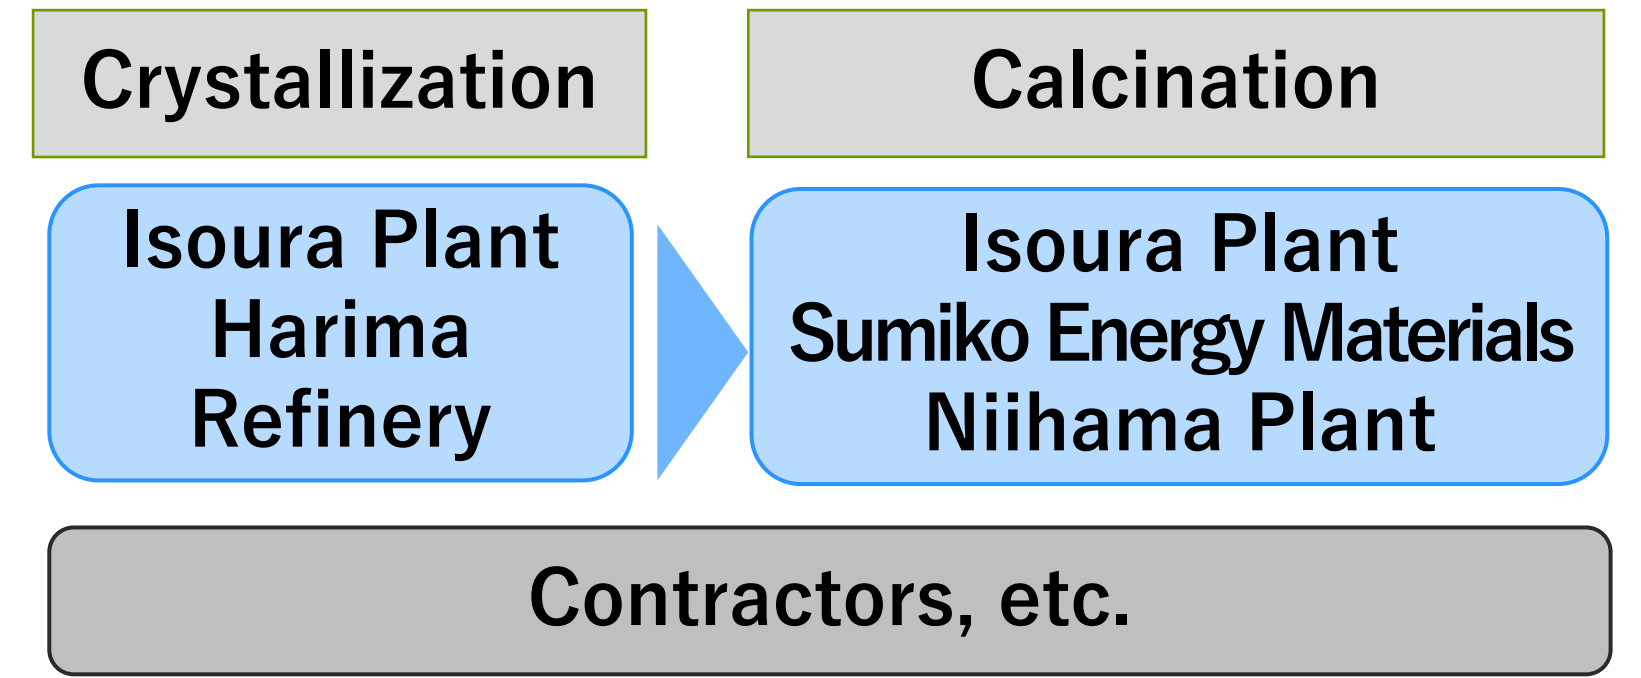 Crystallization
Calcination
Isoura Plant
Harima
Refinery
Isoura Plant
Sumiko Energy Materials
Niihama Plant
Contractors, etc.